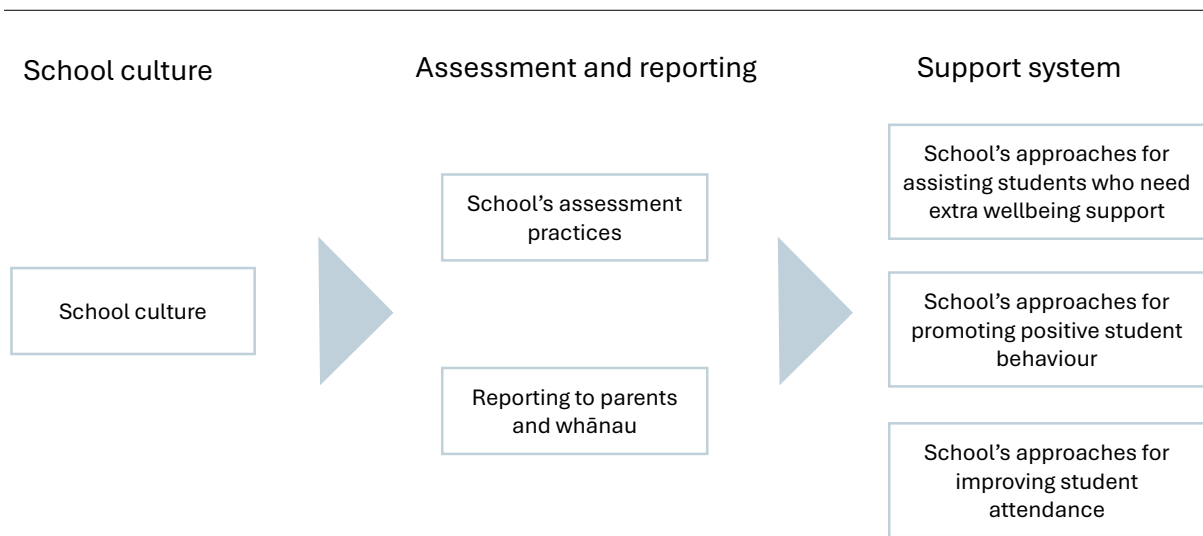 School culture
Assessment and reporting
Support system
School culture
School’s assessment
practices
Reporting to parents
and whānau
School’s approaches for
assisting students who need
extra wellbeing support
School’s approaches for
promoting positive student
behaviour
School’s approaches for
improving student
attendance